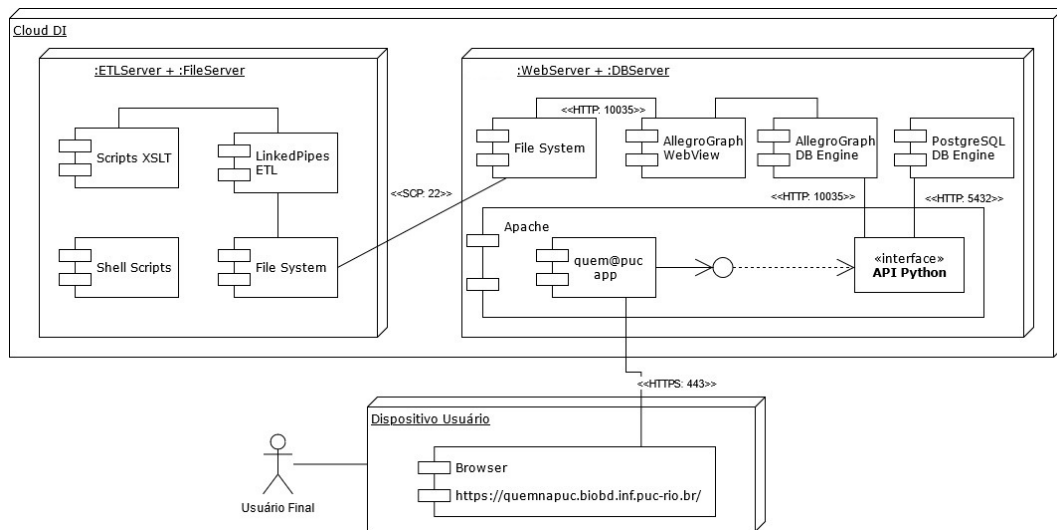 Cloud DI
:ETLServer + :FileServer
Scripts XSLT
LinkedPipes
ETL
Shell Scripts
File System
<<SCP: 22>>
:WebServer + :DBServer
<<HTTP: 10035>>
File System
AllegroGraph
WebView
AllegroGraph
DB Engine
PostgreSQL
DB Engine
<<HTTP: 10035>>
<<HTTP: 5432>>
Apache
quem@puc
app
«interface»
API Python
<<HTTPS: 443>>
Dispositivo Usuário
Browser
https://quemnapuc.biobd.inf.puc-rio.br/
Usuário Final